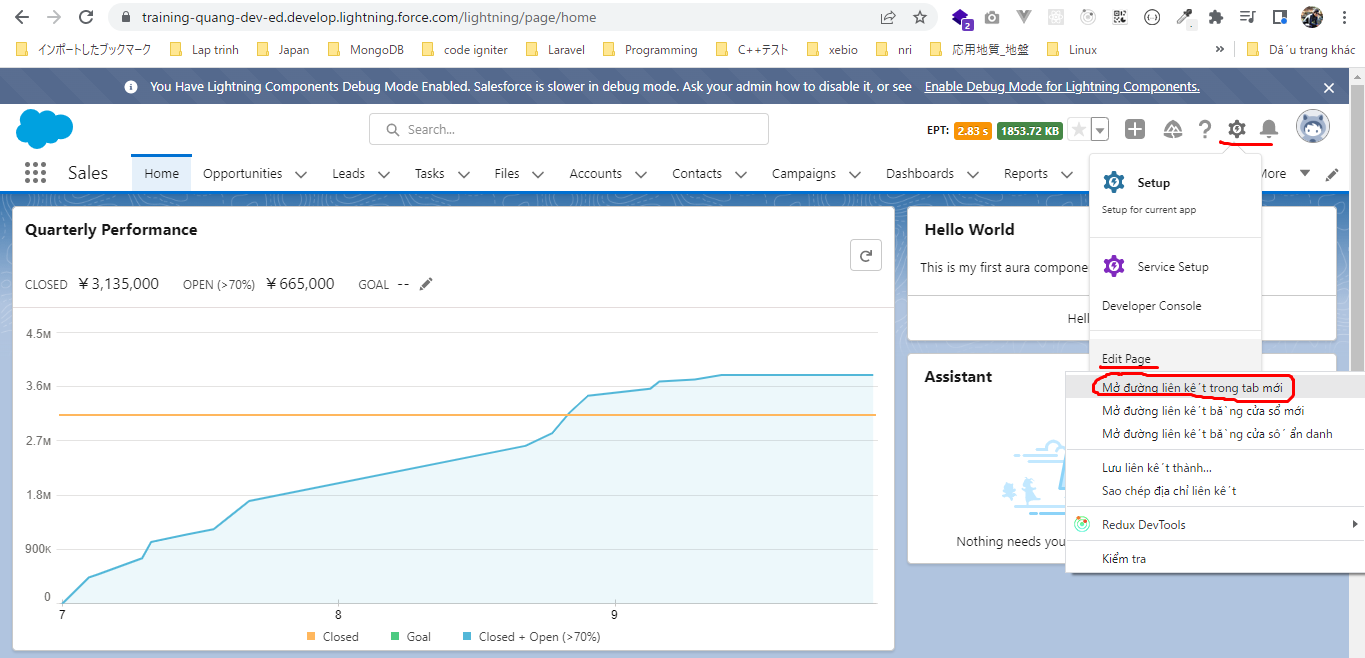 training-quang-dev-ed.develop.lightning.force.com/lightning/page/home
2
インポートしたブックマーク Lap trinh Japan MongoDB code igniter Laravel Programming C++テスト xebio nri 応用地質_地盤 Linux » Dấu trang khác
You Have Lightning Components Debug Mode Enabled. Salesforce is slower in debug mode. Ask your admin how to disable it, or see Enable Debug Mode for Lightning Components.
Search...
EPT: 2.83 s 1853.72 KB
Sales Home Opportunities Leads Tasks Files Accounts Contacts Campaigns Dashboards Reports More
Setup
Setup for current app
Service Setup
Developer Console
Edit Page
Mở đường liên kết trong tab mới
Mở đường liên kết bằng cửa sổ mới
Mở đường liên kết bằng cửa sổ ẩn danh
Lưu liên kết thành...
Sao chép địa chỉ liên kết
Redux DevTools
Kiểm tra
Quarterly Performance
CLOSED ¥3,135,000 OPEN (>70%) ¥665,000 GOAL --
4.5M
3.6M
2.7M
1.8M
900K
0
7 8 9
Closed Goal Closed + Open (>70%)
Hello World
This is my first aura compone
Hell
Assistant
Nothing needs you